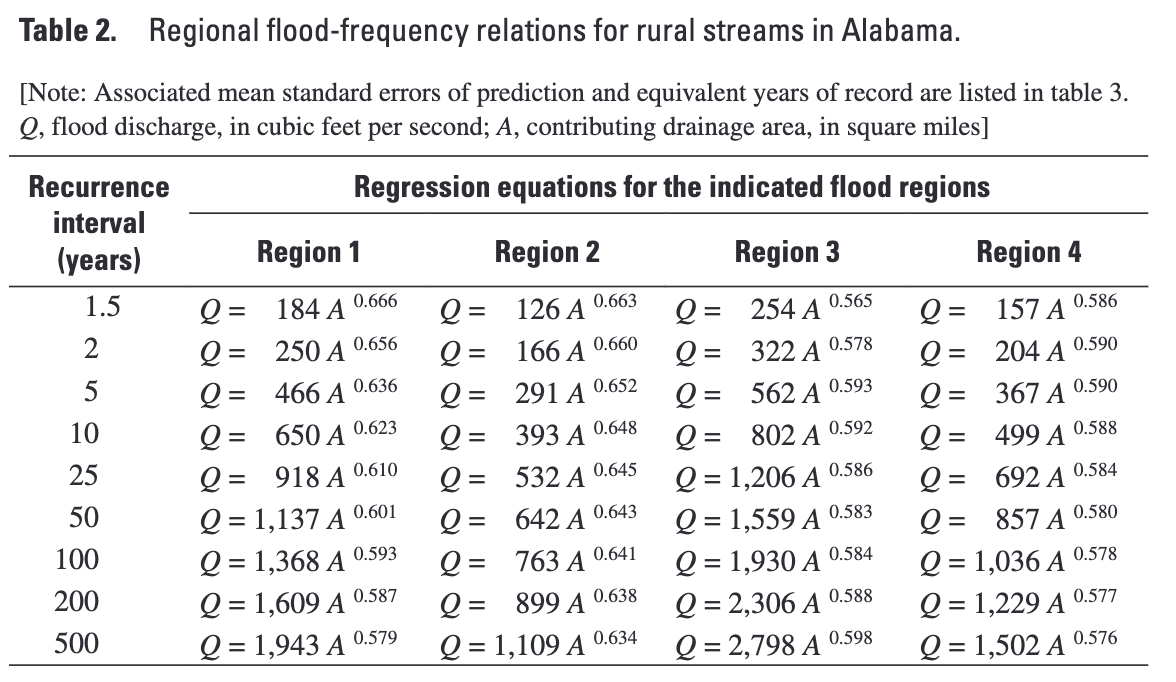 Table 2. Regional flood-frequency relations for rural streams in Alabama.
[Note: Associated mean standard errors of prediction and equivalent years of record are listed in table 3.
Q, flood discharge, in cubic feet per second; A, contributing drainage area, in square miles]
Recurrence interval (years) Regression equations for the indicated flood regions
Region 1 Region 2 Region 3 Region 4
1.5 Q = 184 A 0.666 Q = 126 A 0.663 Q = 254 A 0.565 Q = 157 A 0.586
2 Q = 250 A 0.656 Q = 166 A 0.660 Q = 322 A 0.578 Q = 204 A 0.590
5 Q = 466 A 0.636 Q = 291 A 0.652 Q = 562 A 0.593 Q = 367 A 0.590
10 Q = 650 A 0.623 Q = 393 A 0.648 Q = 802 A 0.592 Q = 499 A 0.588
25 Q = 918 A 0.610 Q = 532 A 0.645 Q = 1,206 A 0.586 Q = 692 A 0.584
50 Q = 1,137 A 0.601 Q = 642 A 0.643 Q = 1,559 A 0.583 Q = 857 A 0.580
100 Q = 1,368 A 0.593 Q = 763 A 0.641 Q = 1,930 A 0.584 Q = 1,036 A 0.578
200 Q = 1,609 A 0.587 Q = 899 A 0.638 Q = 2,306 A 0.588 Q = 1,229 A 0.577
500 Q = 1,943 A 0.579 Q = 1,109 A 0.634 Q = 2,798 A 0.598 Q = 1,502 A 0.576